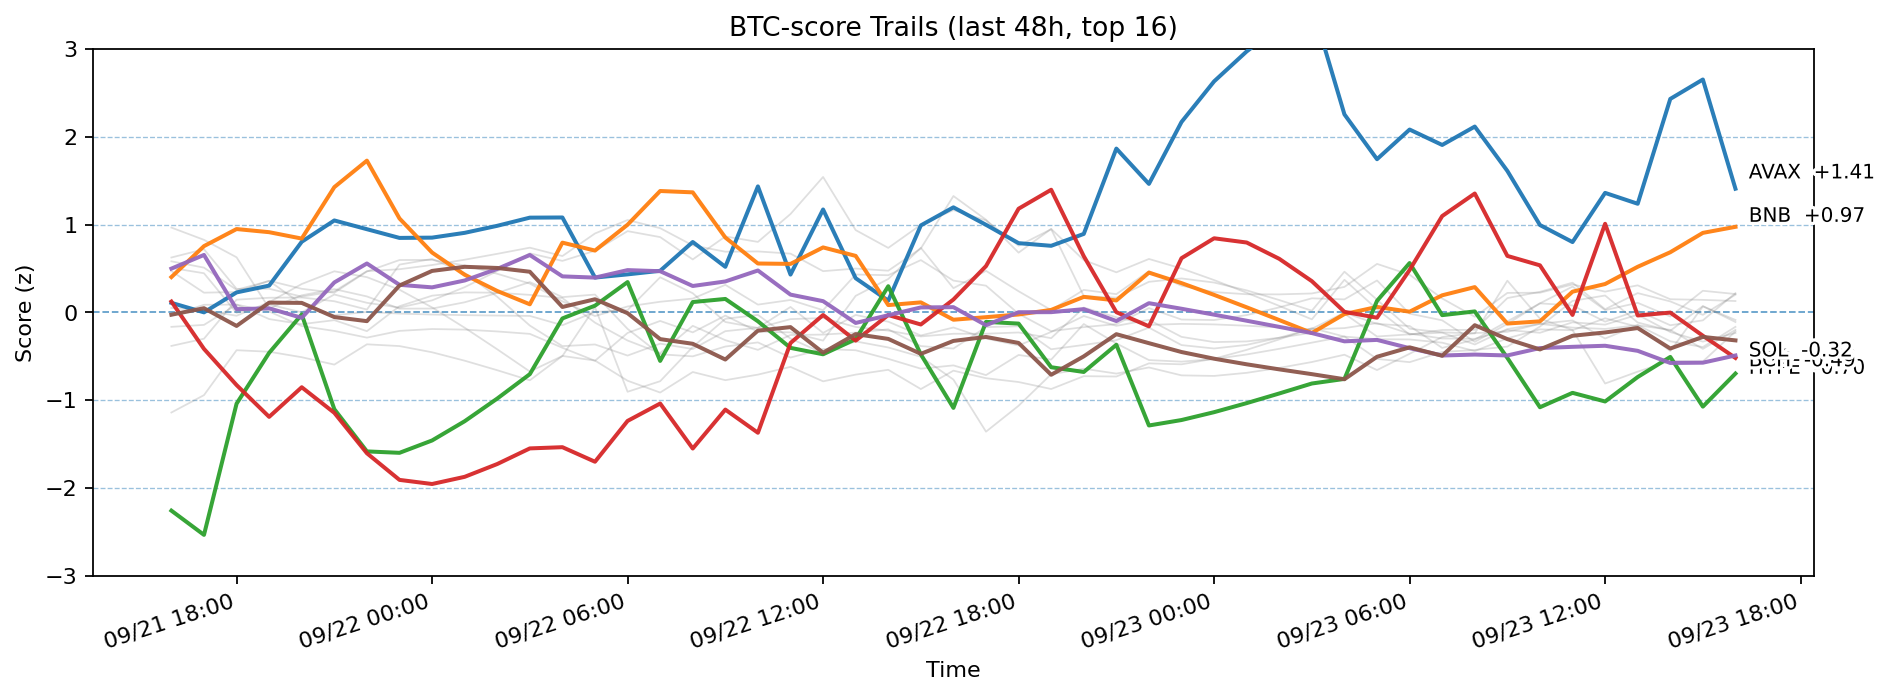 BTC-score Trails (last 48h, top 16)
Score (z)
3
2
1
0
−1
−2
−3
AVAX +1.41
BNB +0.97
SOL -0.32
09/21 18:00
09/22 00:00
09/22 06:00
09/22 12:00
09/22 18:00
09/23 00:00
09/23 06:00
09/23 12:00
09/23 18:00
Time